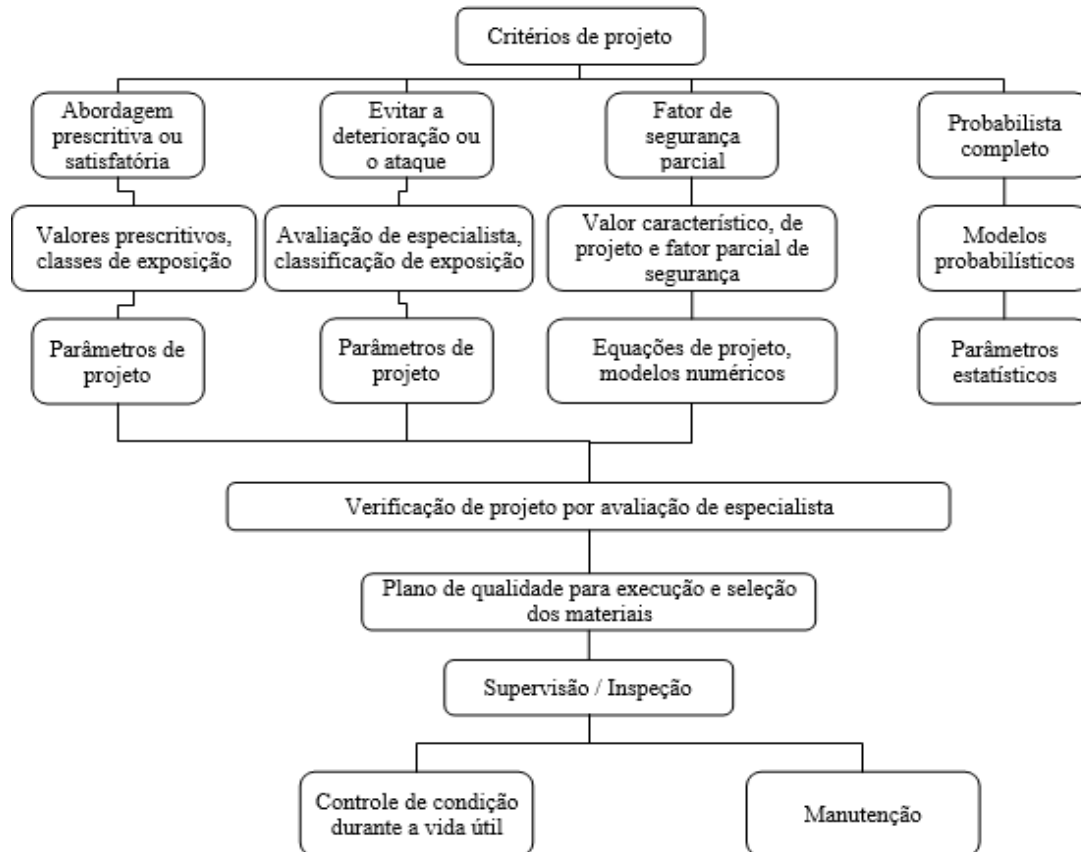 Critérios de projeto
Abordagem
prescritiva ou
satisfatória
Evitar a
deterioração ou
o ataque
Fator de
segurança
parcial
Probabilista
completo
Valores prescritivos,
classes de exposição
Avaliação de especialista,
classificação de exposição
Valor característico, de
projeto e fator parcial de
segurança
Modelos
probabilísticos
Parâmetros de
projeto
Parâmetros de
projeto
Equações de projeto,
modelos numéricos
Parâmetros
estatísticos
Verificação de projeto por avaliação de especialista
Plano de qualidade para execução e seleção
dos materiais
Supervisão / Inspeção
Controle de condição
durante a vida útil
Manutenção